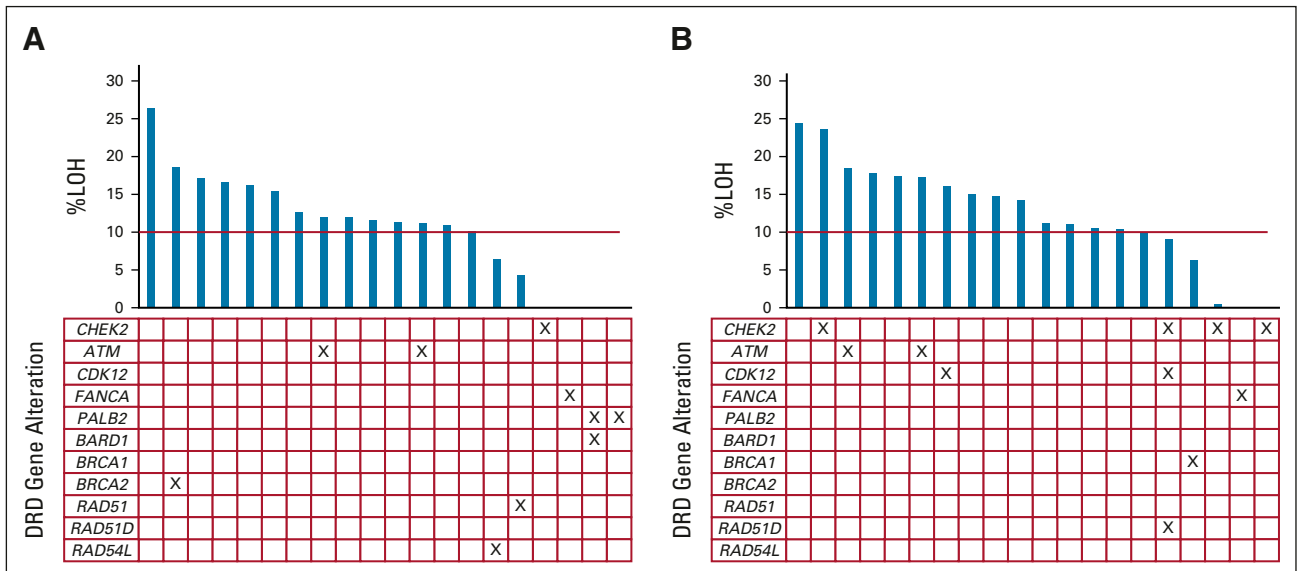 A
%LOH
30
25
20
15
10
5
0
DRD Gene Alteration
CHEK2 X
ATM X X
CDK12
FANCA X
PALB2 X X
BARD1 X
BRCA1
BRCA2 X
RAD51 X
RAD51D
RAD54L X
B
%LOH
30
25
20
15
10
5
0
DRD Gene Alteration
CHEK2 X X X X
ATM X X
CDK12 X X
FANCA X
PALB2
BARD1
BRCA1 X
BRCA2
RAD51
RAD51D X
RAD54L